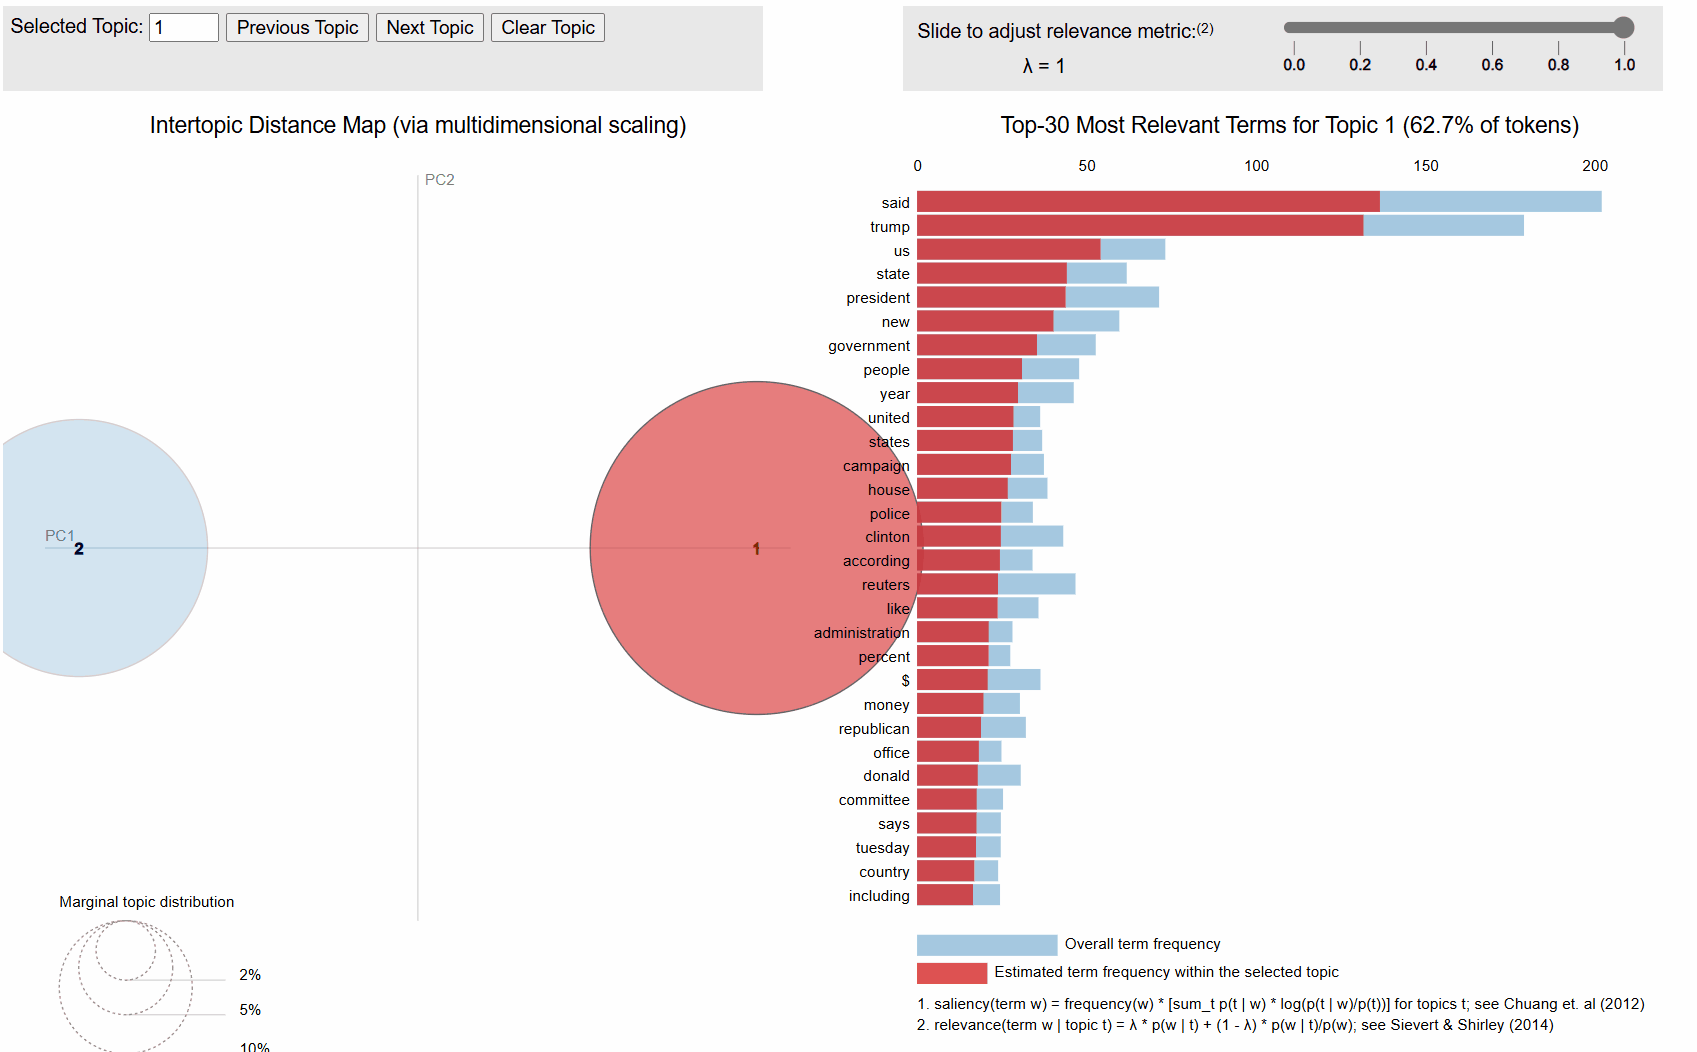 Selected Topic: 1 Previous Topic Next Topic Clear Topic
Slide to adjust relevance metric:(2)
λ = 1
0.0 0.2 0.4 0.6 0.8 1.0
Intertopic Distance Map (via multidimensional scaling)
PC2
PC1
2
1
Marginal topic distribution
2%
5%
10%
Top-30 Most Relevant Terms for Topic 1 (62.7% of tokens)
0 50 100 150 200
said
trump
us
state
president
new
government
people
year
united
states
campaign
house
police
clinton
according
reuters
like
administration
percent
$
money
republican
office
donald
committee
says
tuesday
country
including
Overall term frequency
Estimated term frequency within the selected topic
1. saliency(term w) = frequency(w) * [sum_t p(t | w) * log(p(t | w)/p(t))] for topics t; see Chuang et. al (2012)
2. relevance(term w | topic t) = λ * p(w | t) + (1 - λ) * p(w | t)/p(w); see Sievert & Shirley (2014)